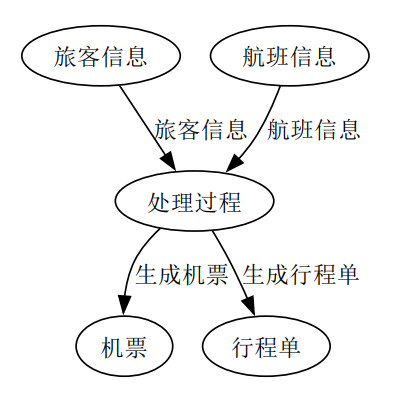 旅客信息
航班信息
旅客信息
航班信息
处理过程
生成机票
生成行程单
机票
行程单